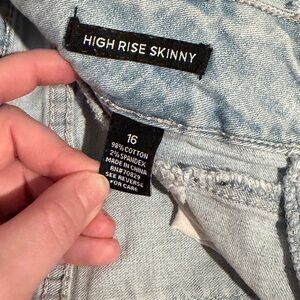 HIGH RISE SKINNY
16
98% COTTON
2% SPANDEX
MADE IN CHINA
RN#70829
SEE REVERSE
FOR CARE